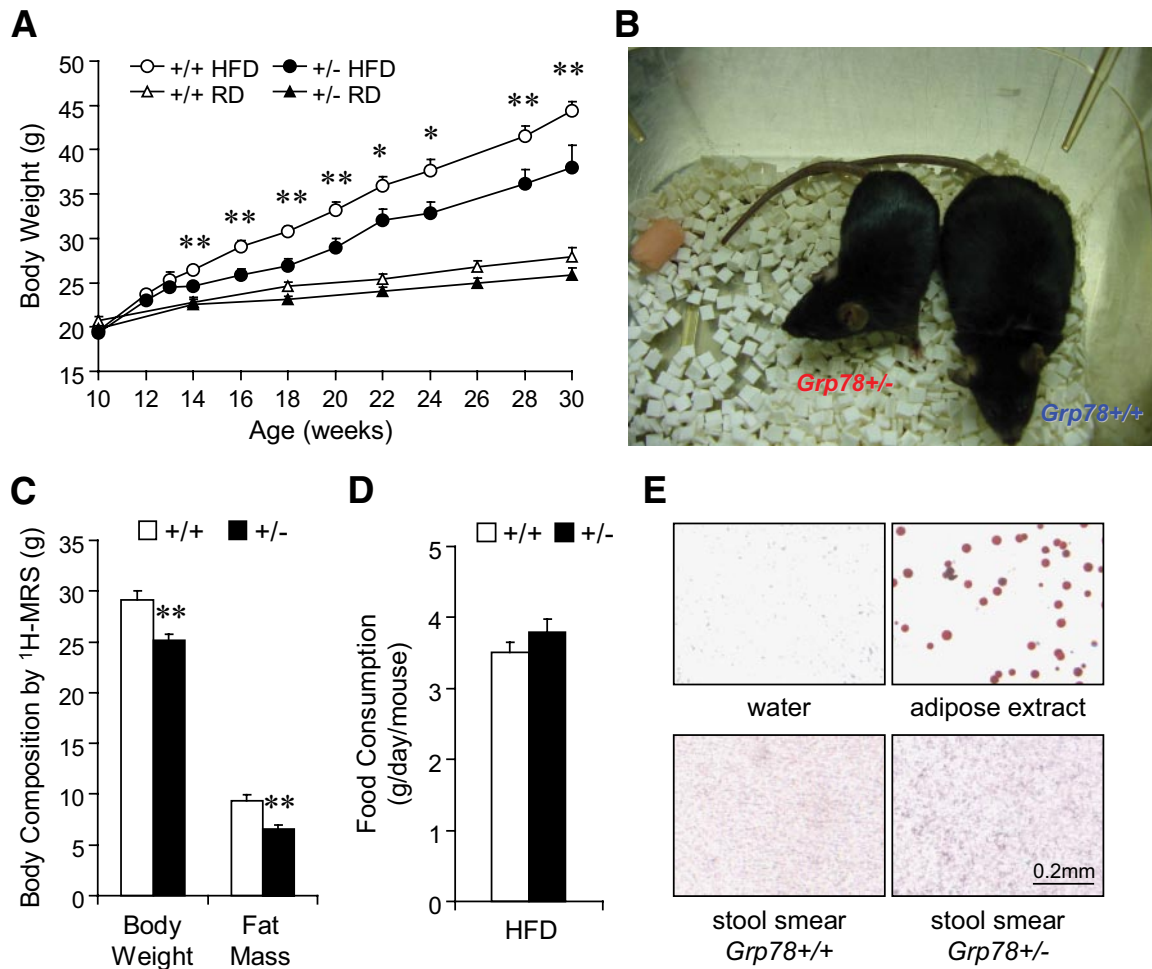 A
+/+ HFD
+/- HFD
+/+ RD
+/- RD
Body Weight (g)
50
45
40
35
30
25
20
15
**
**
**
**
*
*
**
**
10 12 14 16 18 20 22 24 26 28 30
Age (weeks)
B
Grp78+/-
Grp78+/+
C
+/+
+/-
Body Composition by ¹H-MRS (g)
35
30
25
20
15
10
5
0
**
**
Body Weight
Fat Mass
D
+/+
+/-
Food Consumption
(g/day/mouse)
5
4
3
2
1
0
HFD
E
water
adipose extract
0.2mm
stool smear
Grp78+/+
stool smear
Grp78+/-